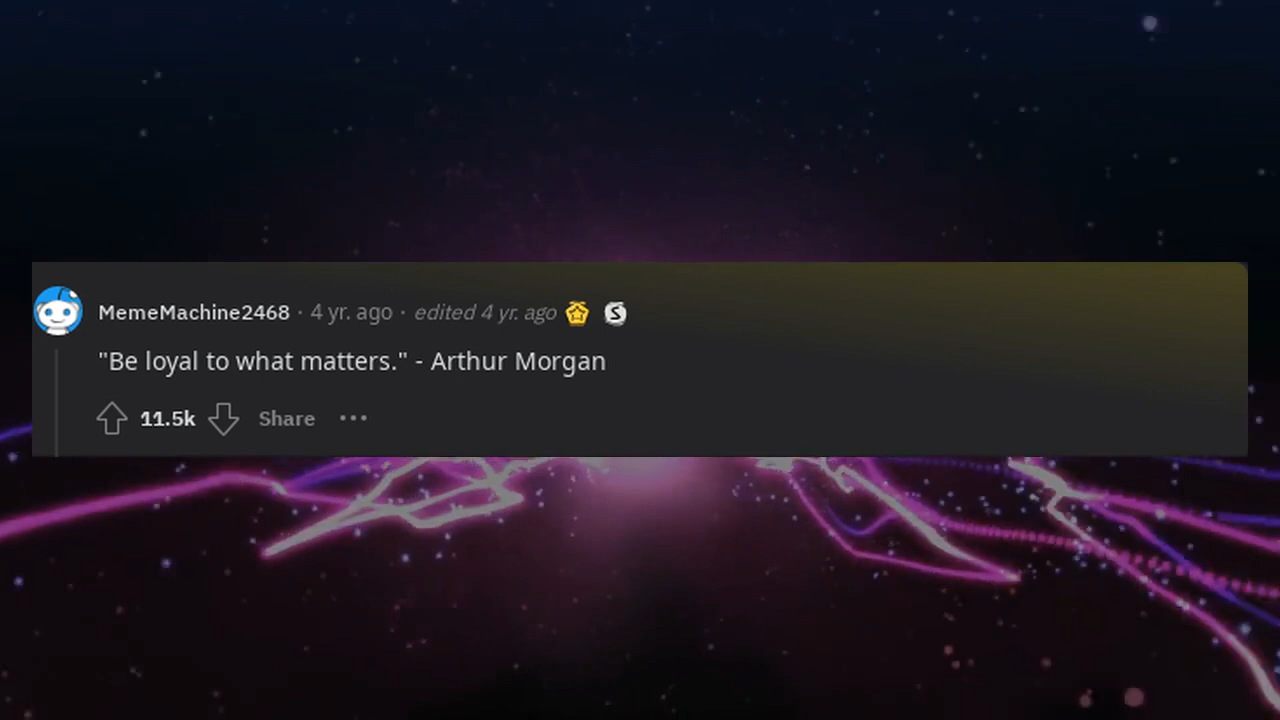 MemeMachine2468 · 4 yr. ago · edited 4 yr. ago
"Be loyal to what matters." - Arthur Morgan
11.5k Share ···